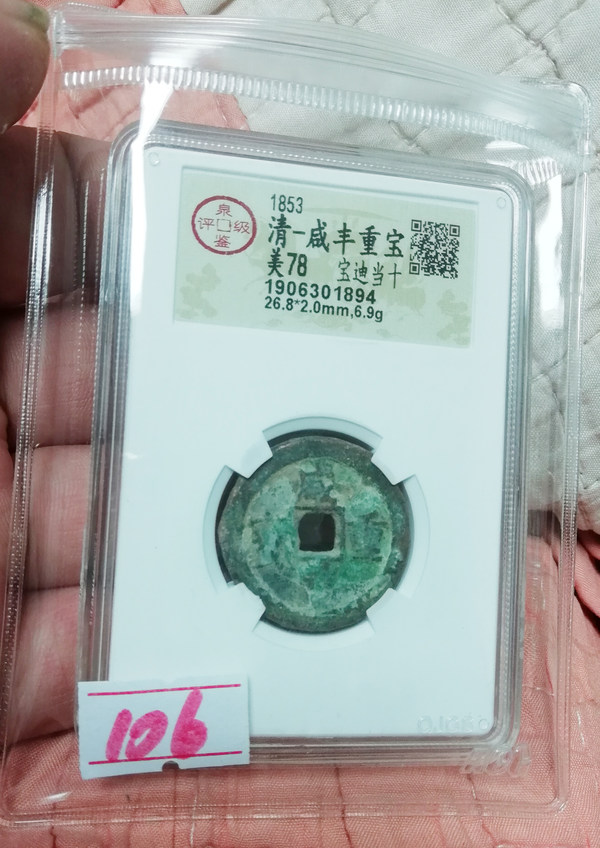 泉
评 级
鉴
1853
清-咸丰重宝
美78 宝迪当十
1906301894
26.8*2.0mm,6.9g
106